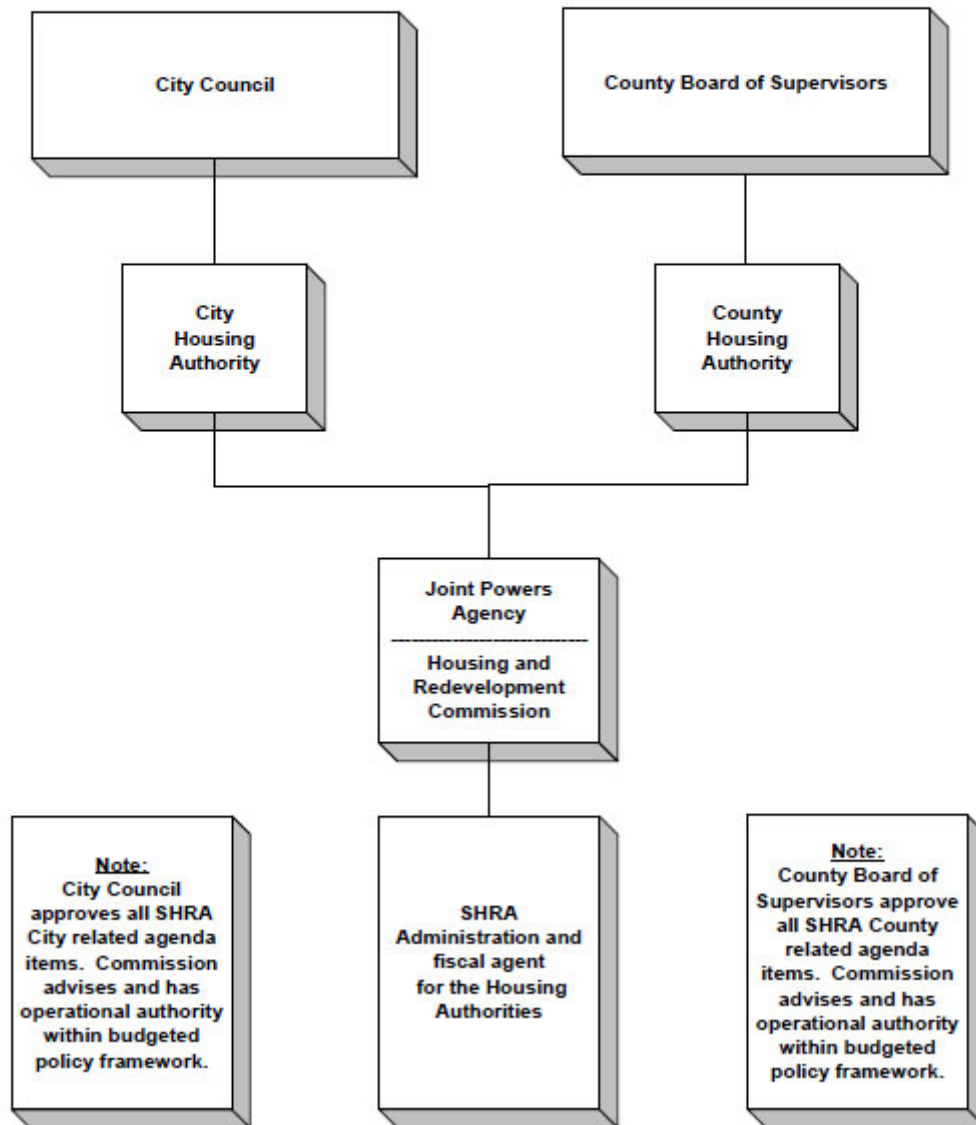 City Council
County Board of Supervisors
City
Housing
Authority
County
Housing
Authority
Joint Powers
Agency
-----------------------------
Housing and
Redevelopment
Commission
Note:
City Council
approves all SHRA
City related agenda
items.  Commission
advises and has
operational authority
within budgeted
policy framework.
SHRA
Administration and
fiscal agent
for the Housing
Authorities
Note:
County Board of
Supervisors approve
all SHRA County
related agenda
items.  Commission
advises and has
operational authority
within budgeted
policy framework.